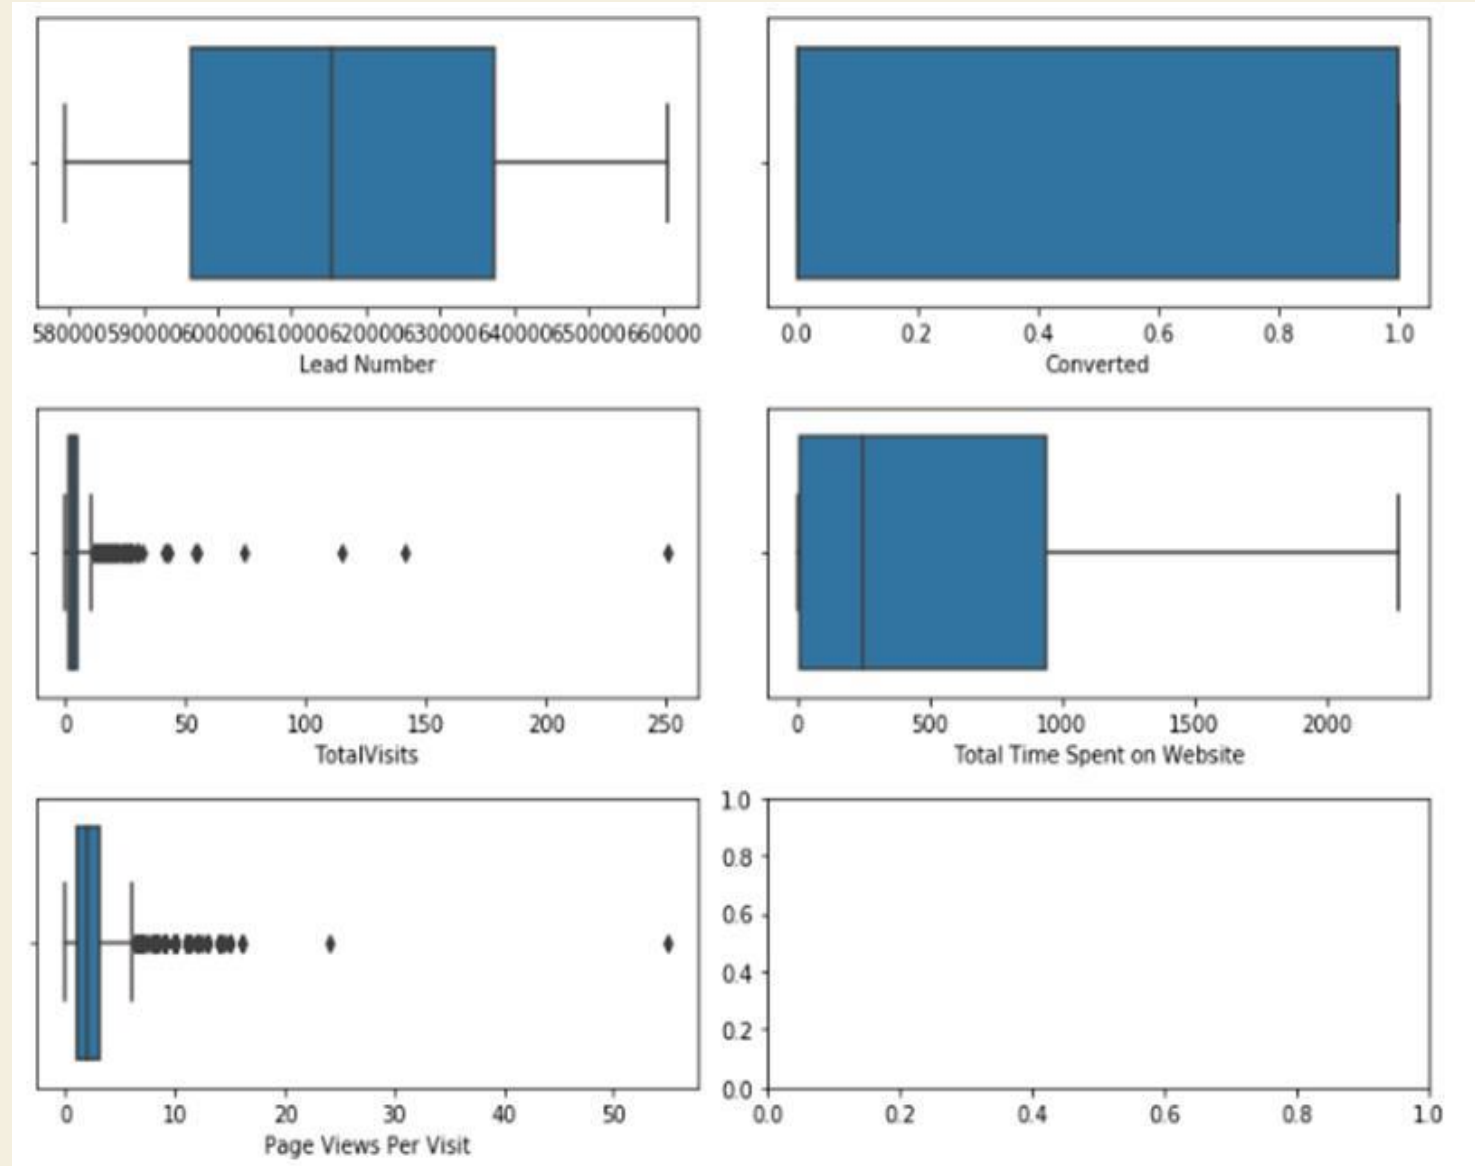 580000590000600000610000620000630000640000650000660000
Lead Number
0.0 0.2 0.4 0.6 0.8 1.0
Converted
0 50 100 150 200 250
TotalVisits
0 500 1000 1500 2000
Total Time Spent on Website
0 10 20 30 40 50
Page Views Per Visit
1.0
0.8
0.6
0.4
0.2
0.0
0.0 0.2 0.4 0.6 0.8 1.0